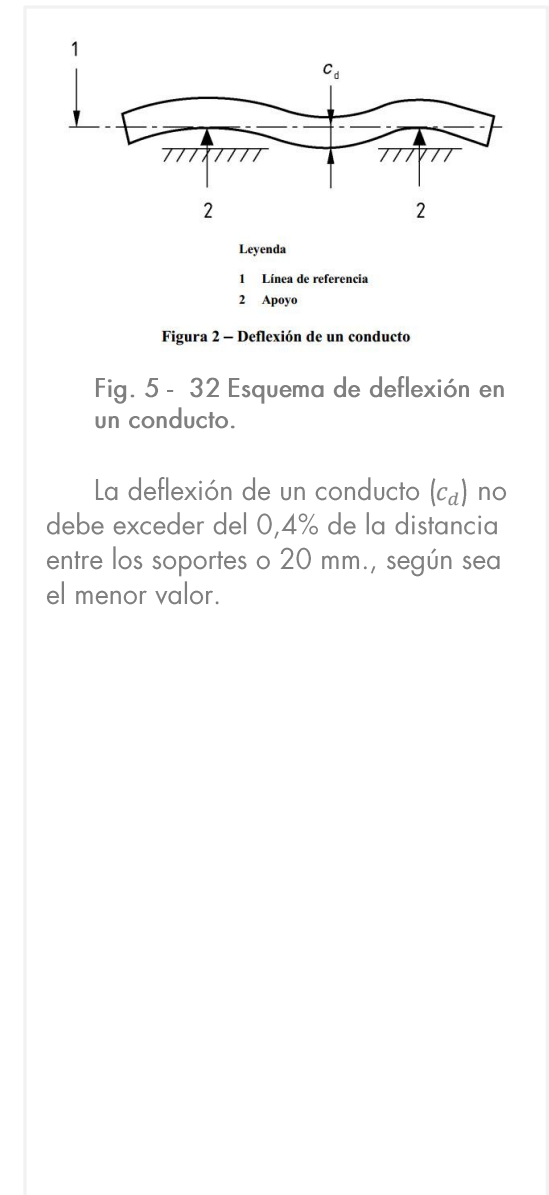 1
c_d
2
2
Leyenda
1 Línea de referencia
2 Apoyo
Figura 2 – Deflexión de un conducto
Fig. 5 - 32 Esquema de deflexión en
un conducto.
La deflexión de un conducto (c_d) no
debe exceder del 0,4% de la distancia
entre los soportes o 20 mm., según sea
el menor valor.